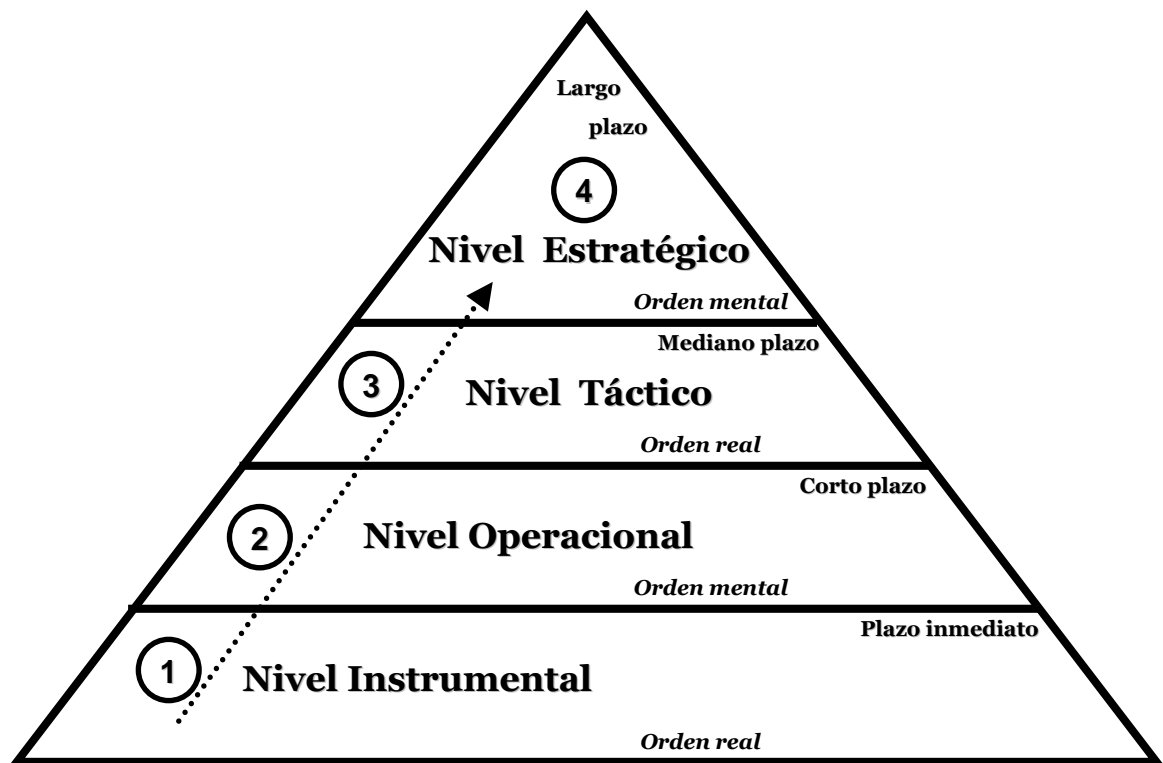 Largo
plazo
4
Nivel Estratégico
Orden mental
Mediano plazo
3
Nivel Táctico
Orden real
Corto plazo
2
Nivel Operacional
Orden mental
Plazo inmediato
1
Nivel Instrumental
Orden real